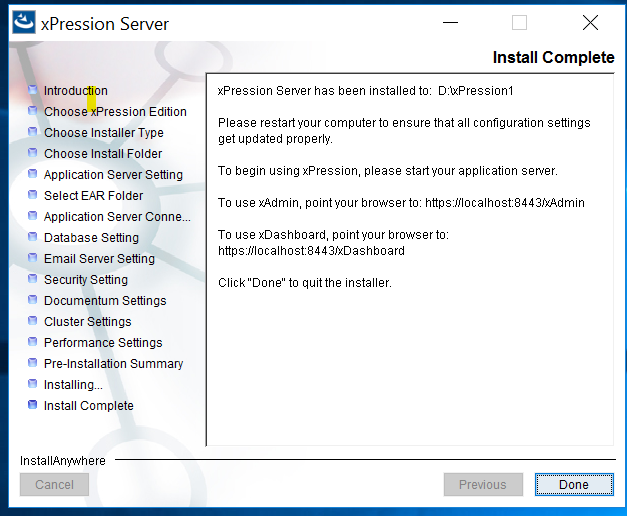 xPression Server
Install Complete
Introduction
Choose xPression Edition
Choose Installer Type
Choose Install Folder
Application Server Setting
Select EAR Folder
Application Server Conne...
Database Setting
Email Server Setting
Security Setting
Documentum Settings
Cluster Settings
Performance Settings
Pre-Installation Summary
Installing...
Install Complete
xPression Server has been installed to:  D:\xPression1
Please restart your computer to ensure that all configuration settings
get updated properly.
To begin using xPression, please start your application server.
To use xAdmin, point your browser to: https://localhost:8443/xAdmin
To use xDashboard, point your browser to:
https://localhost:8443/xDashboard
Click "Done" to quit the installer.
InstallAnywhere
Cancel
Previous
Done